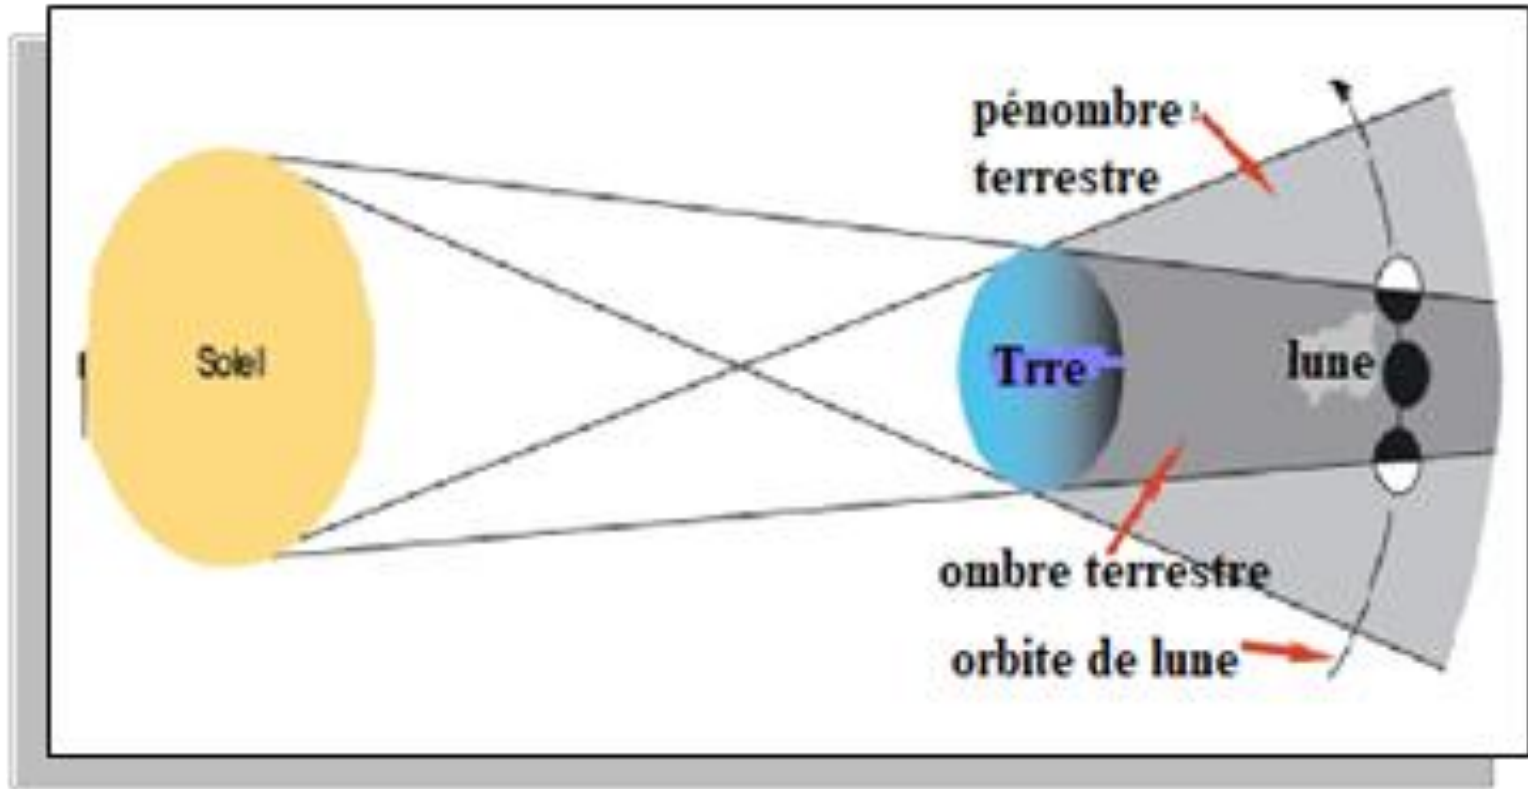 pénombre
terrestre
Soleil
Trre
lune
ombre terrestre
orbite de lune